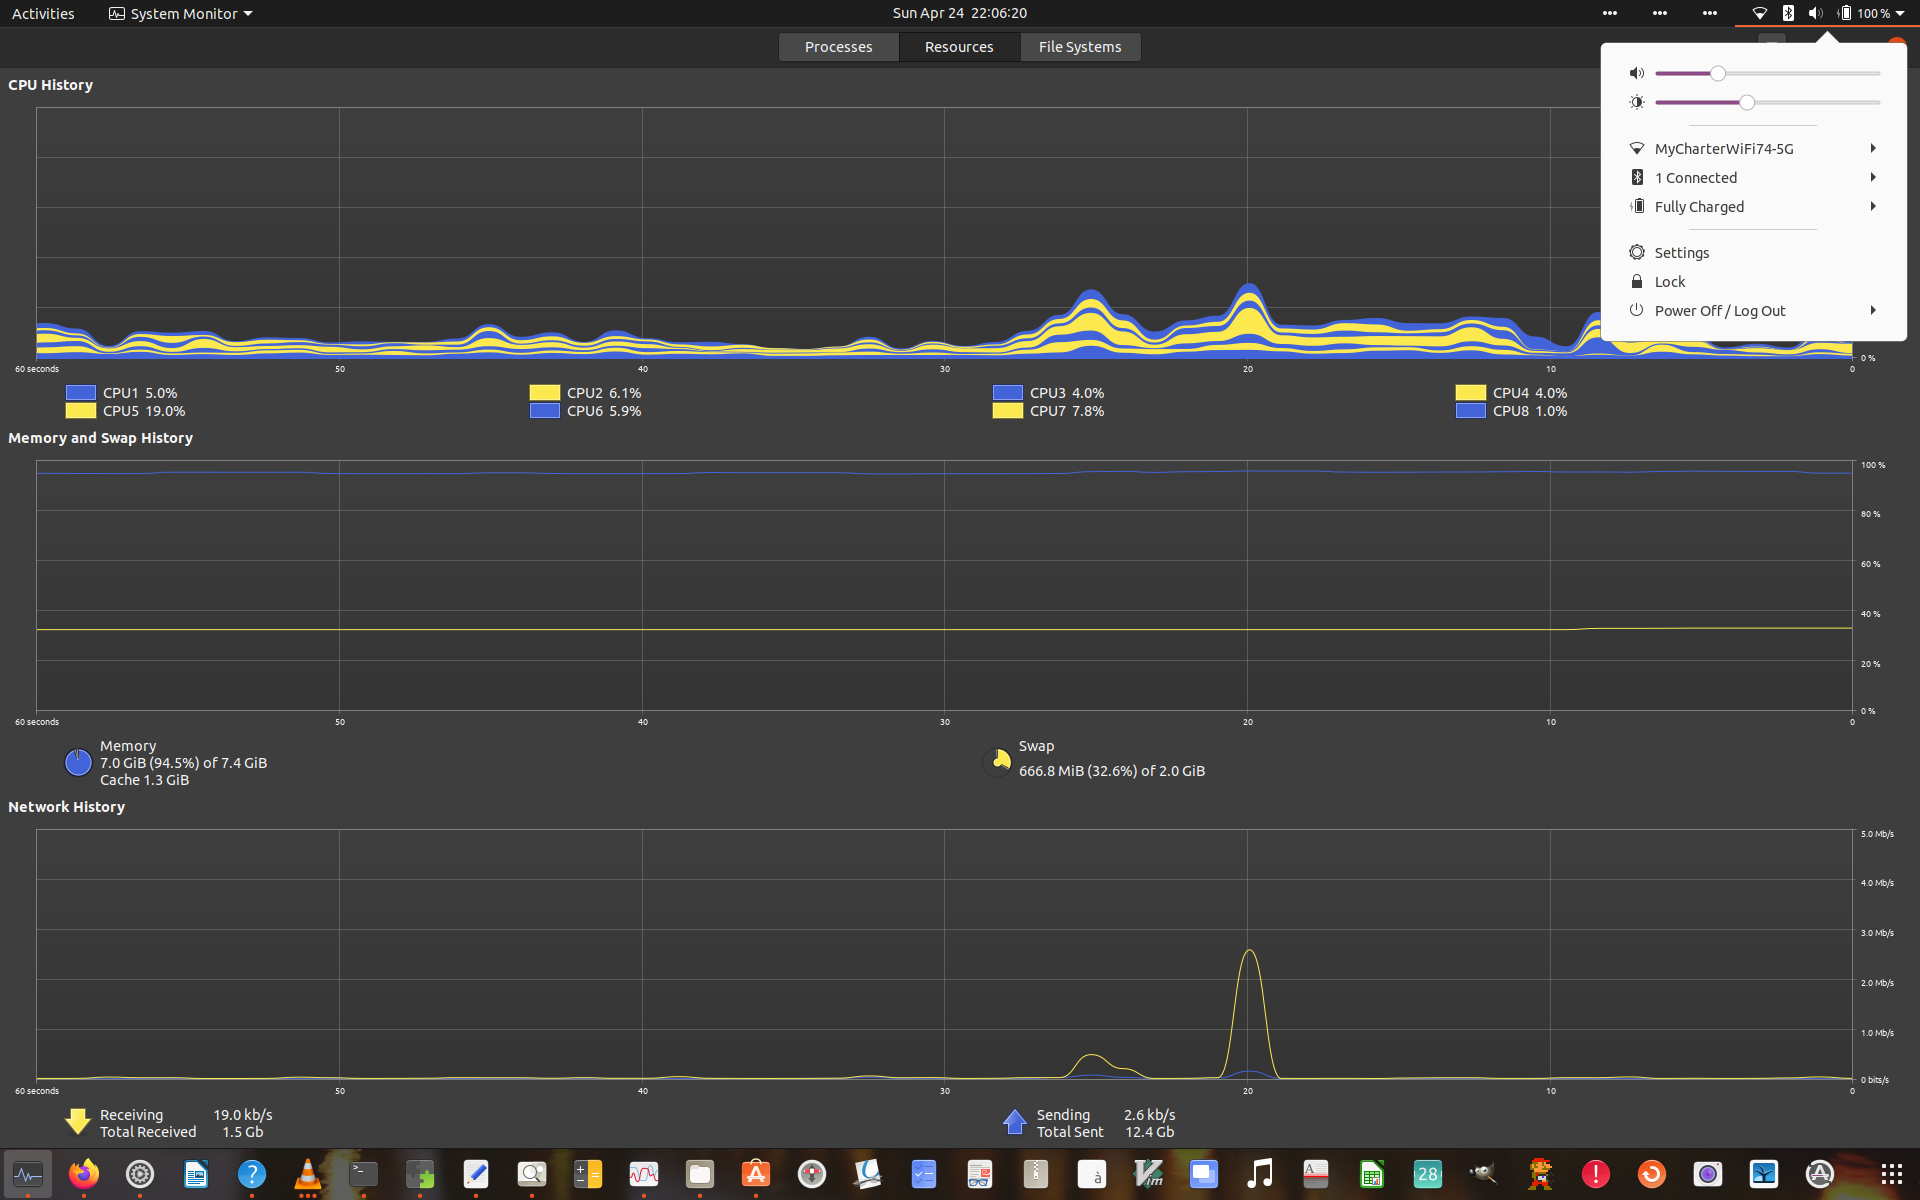 Activities
System Monitor
Sun Apr 24 22:06:20
100 %
Processes
Resources
File Systems
MyCharterWiFi74-5G
1 Connected
Fully Charged
Settings
Lock
Power Off / Log Out
CPU History
0 %
60 seconds 50 40 30 20 10 0
CPU1 5.0% CPU2 6.1% CPU3 4.0% CPU4 4.0%
CPU5 19.0% CPU6 5.9% CPU7 7.8% CPU8 1.0%
Memory and Swap History
100 %
80 %
60 %
40 %
20 %
0 %
60 seconds 50 40 30 20 10 0
Memory
7.0 GiB (94.5%) of 7.4 GiB
Cache 1.3 GiB
Swap
666.8 MiB (32.6%) of 2.0 GiB
Network History
5.0 Mb/s
4.0 Mb/s
3.0 Mb/s
2.0 Mb/s
1.0 Mb/s
0 bits/s
60 seconds 50 40 30 20 10 0
Receiving 19.0 kb/s
Total Received 1.5 Gb
Sending 2.6 kb/s
Total Sent 12.4 Gb
?
>_
A
à
Vim
A
28
!